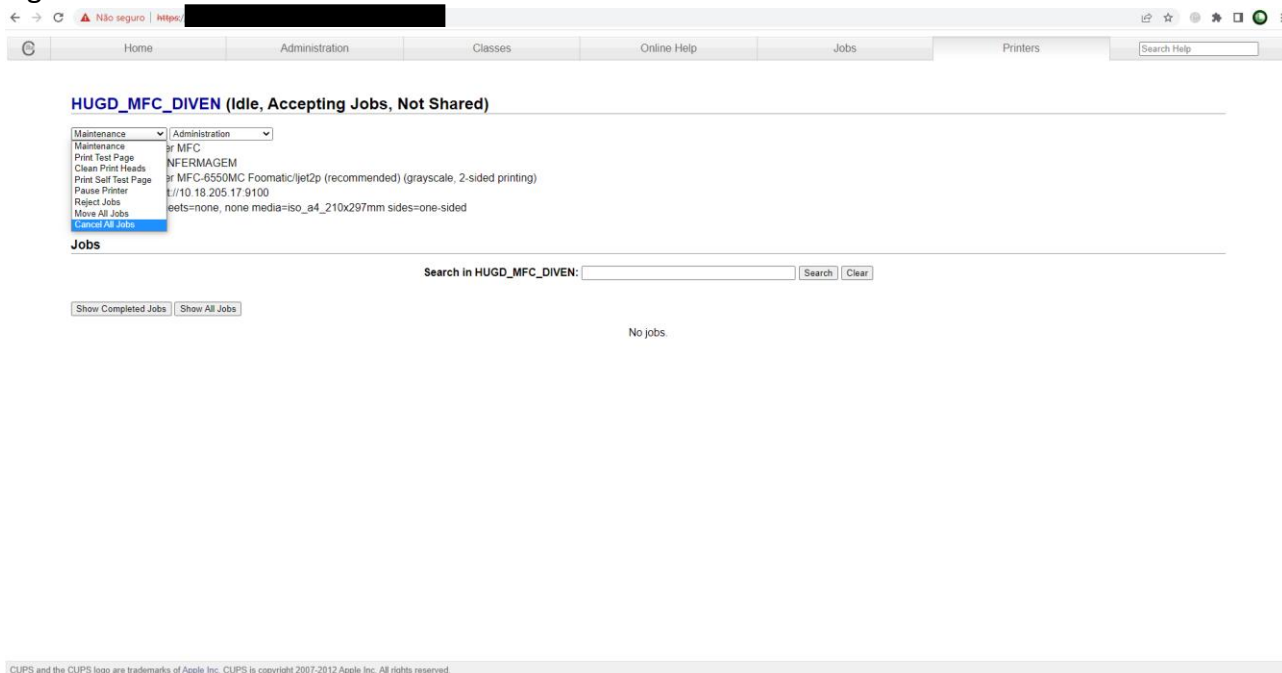 Não seguro | https:/
Home Administration Classes Online Help Jobs Printers Search Help
HUGD_MFC_DIVEN (Idle, Accepting Jobs, Not Shared)
Maintenance Administration
Maintenance er MFC
Print Test Page NFERMAGEM
Clean Print Heads
Print Self Test Page er MFC-6550MC Foomatic/ljet2p (recommended) (grayscale, 2-sided printing)
Pause Printer t://10.18.205.17:9100
Reject Jobs eets=none, none media=iso_a4_210x297mm sides=one-sided
Move All Jobs
Cancel All Jobs
Jobs
Search in HUGD_MFC_DIVEN: Search Clear
Show Completed Jobs Show All Jobs
No jobs.
CUPS and the CUPS logo are trademarks of Apple Inc. CUPS is copyright 2007-2012 Apple Inc. All rights reserved.